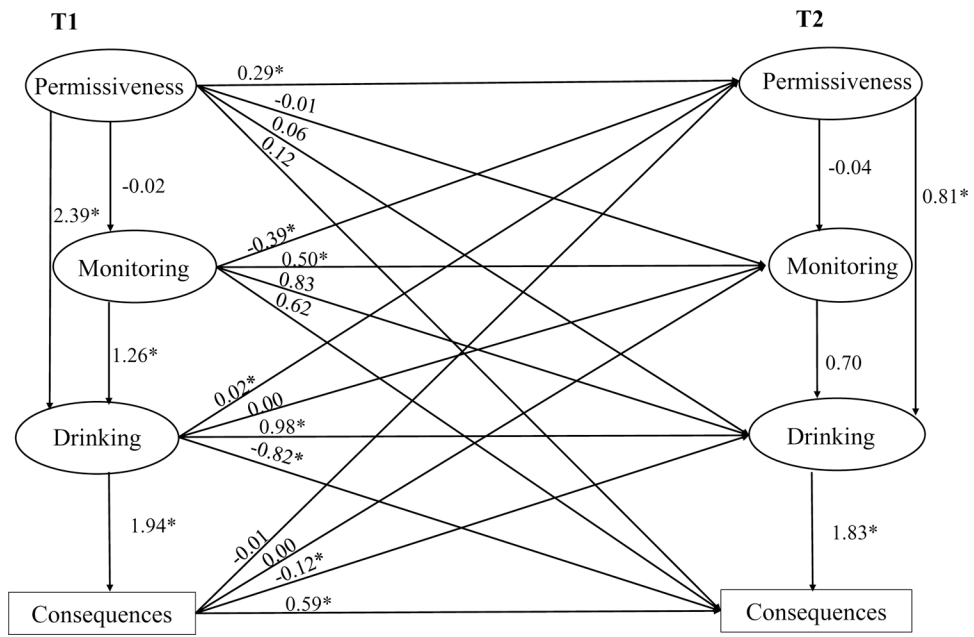 T1
T2
Permissiveness
0.29*
Permissiveness
-0.01
0.06
0.12
-0.02
-0.04
2.39*
0.81*
-0.39*
Monitoring
0.50*
Monitoring
0.83
0.62
1.26*
0.70
0.02*
0.00
Drinking
0.98*
Drinking
-0.82*
1.94*
1.83*
-0.01
0.00
-0.12*
Consequences
0.59*
Consequences